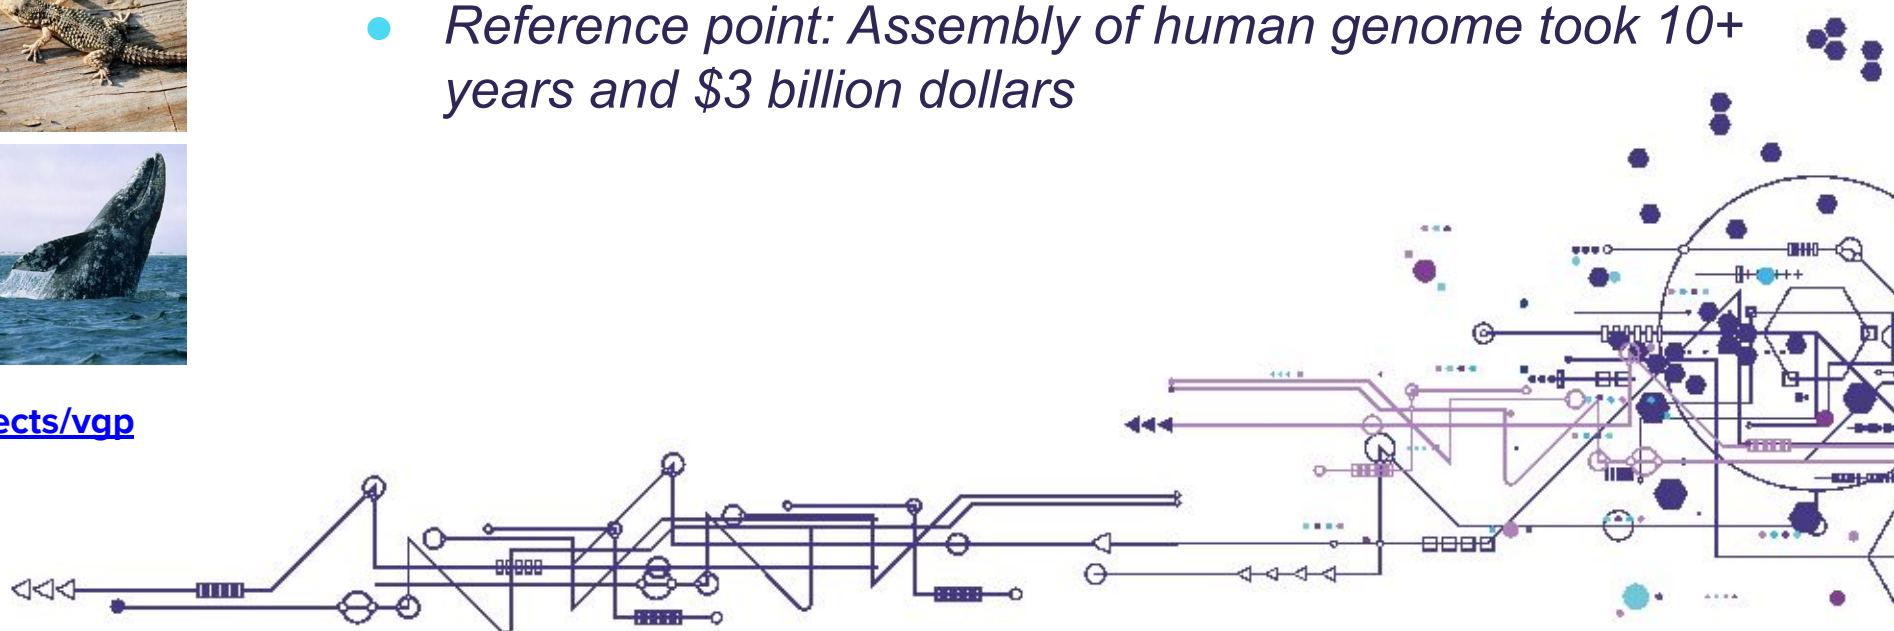 Reference point: Assembly of human genome took 10+
years and $3 billion dollars
ects/vgp